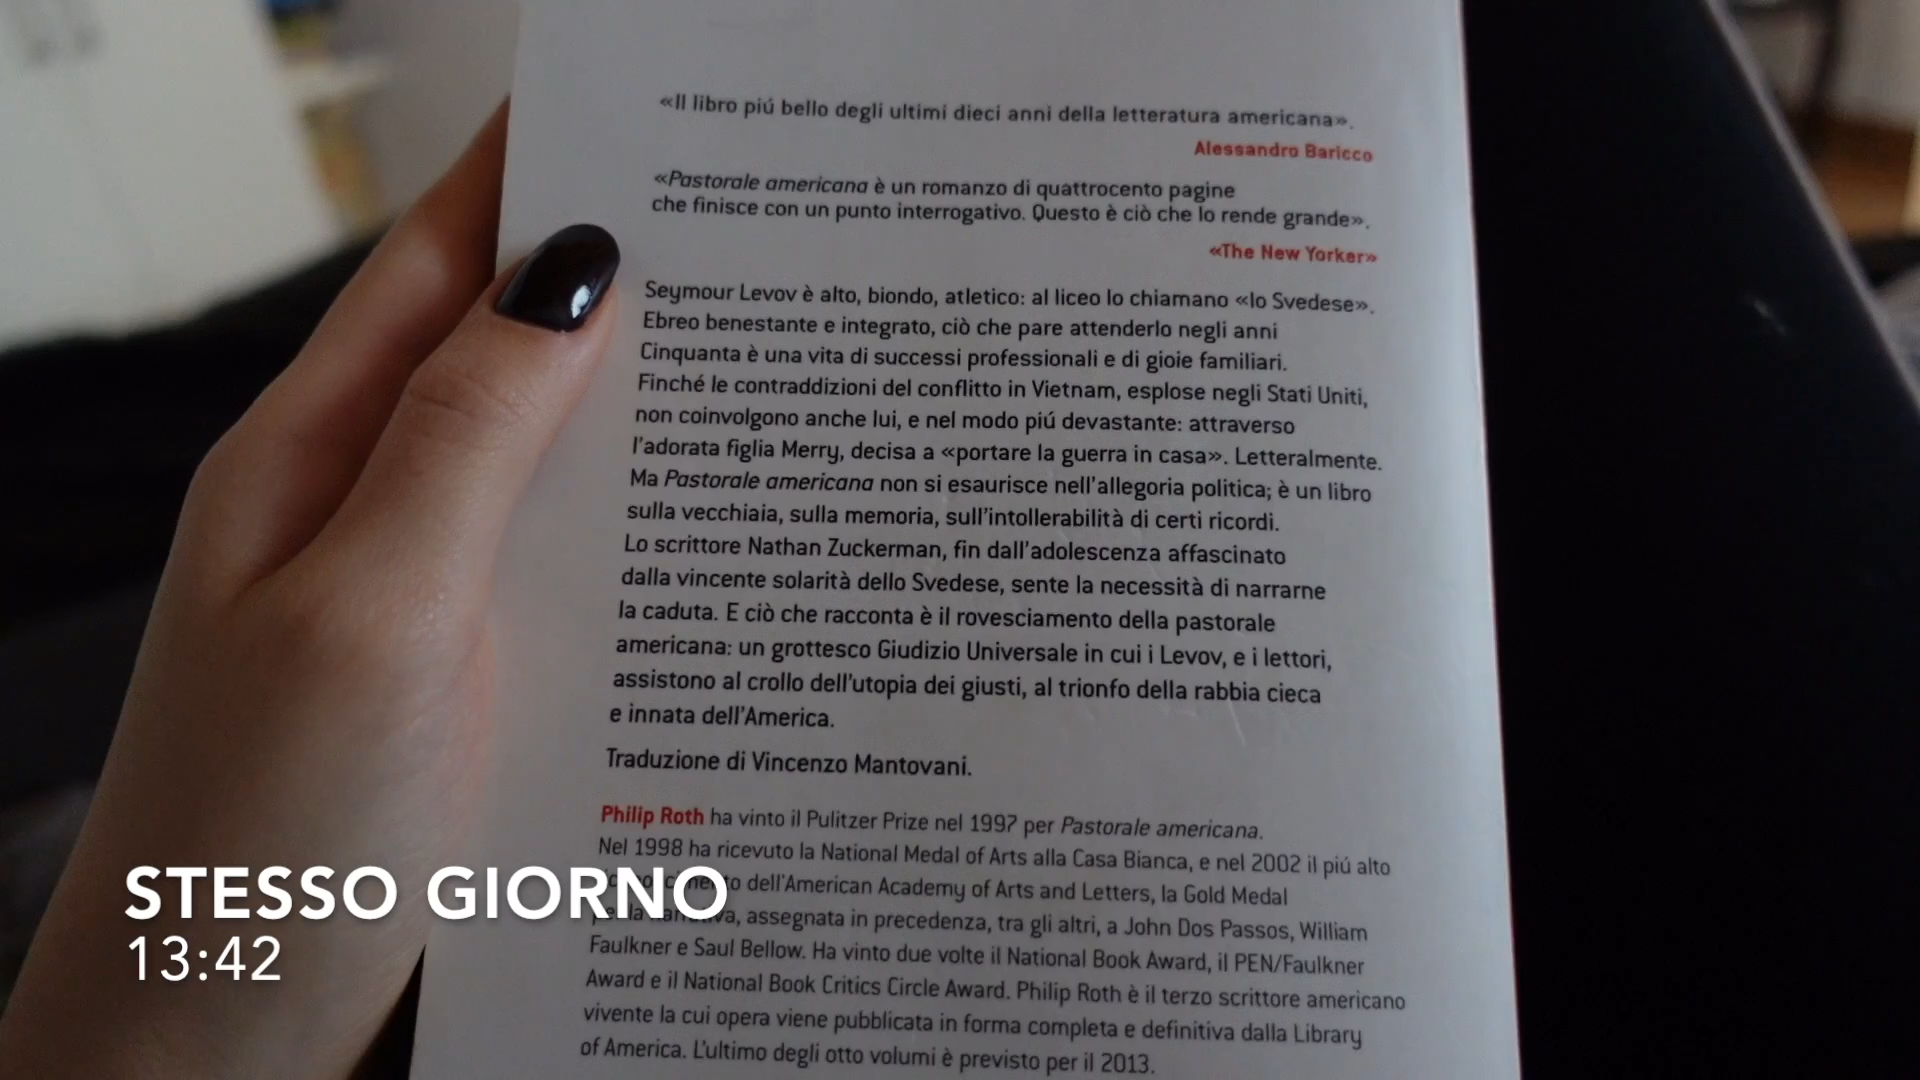 «Il libro piú bello degli ultimi dieci anni della letteratura americana».
Alessandro Baricco
«Pastorale americana è un romanzo di quattrocento pagine
che finisce con un punto interrogativo. Questo è ciò che lo rende grande».
«The New Yorker»
Seymour Levov è alto, biondo, atletico: al liceo lo chiamano «lo Svedese».
Ebreo benestante e integrato, ciò che pare attenderlo negli anni
Cinquanta è una vita di successi professionali e di gioie familiari.
Finché le contraddizioni del conflitto in Vietnam, esplose negli Stati Uniti,
non coinvolgono anche lui, e nel modo piú devastante: attraverso
l'adorata figlia Merry, decisa a «portare la guerra in casa». Letteralmente.
Ma Pastorale americana non si esaurisce nell'allegoria politica; è un libro
sulla vecchiaia, sulla memoria, sull'intollerabilità di certi ricordi.
Lo scrittore Nathan Zuckerman, fin dall'adolescenza affascinato
dalla vincente solarità dello Svedese, sente la necessità di narrarne
la caduta. E ciò che racconta è il rovesciamento della pastorale
americana: un grottesco Giudizio Universale in cui i Levov, e i lettori,
assistono al crollo dell'utopia dei giusti, al trionfo della rabbia cieca
e innata dell'America.
Traduzione di Vincenzo Mantovani.
Philip Roth ha vinto il Pulitzer Prize nel 1997 per Pastorale americana.
Nel 1998 ha ricevuto la National Medal of Arts alla Casa Bianca, e nel 2002 il piú alto
dell'American Academy of Arts and Letters, la Gold Medal
per la narrativa, assegnata in precedenza, tra gli altri, a John Dos Passos, William
Faulkner e Saul Bellow. Ha vinto due volte il National Book Award, il PEN/Faulkner
Award e il National Book Critics Circle Award. Philip Roth è il terzo scrittore americano
vivente la cui opera viene pubblicata in forma completa e definitiva dalla Library
of America. L'ultimo degli otto volumi è previsto per il 2013.
STESSO GIORNO
13:42